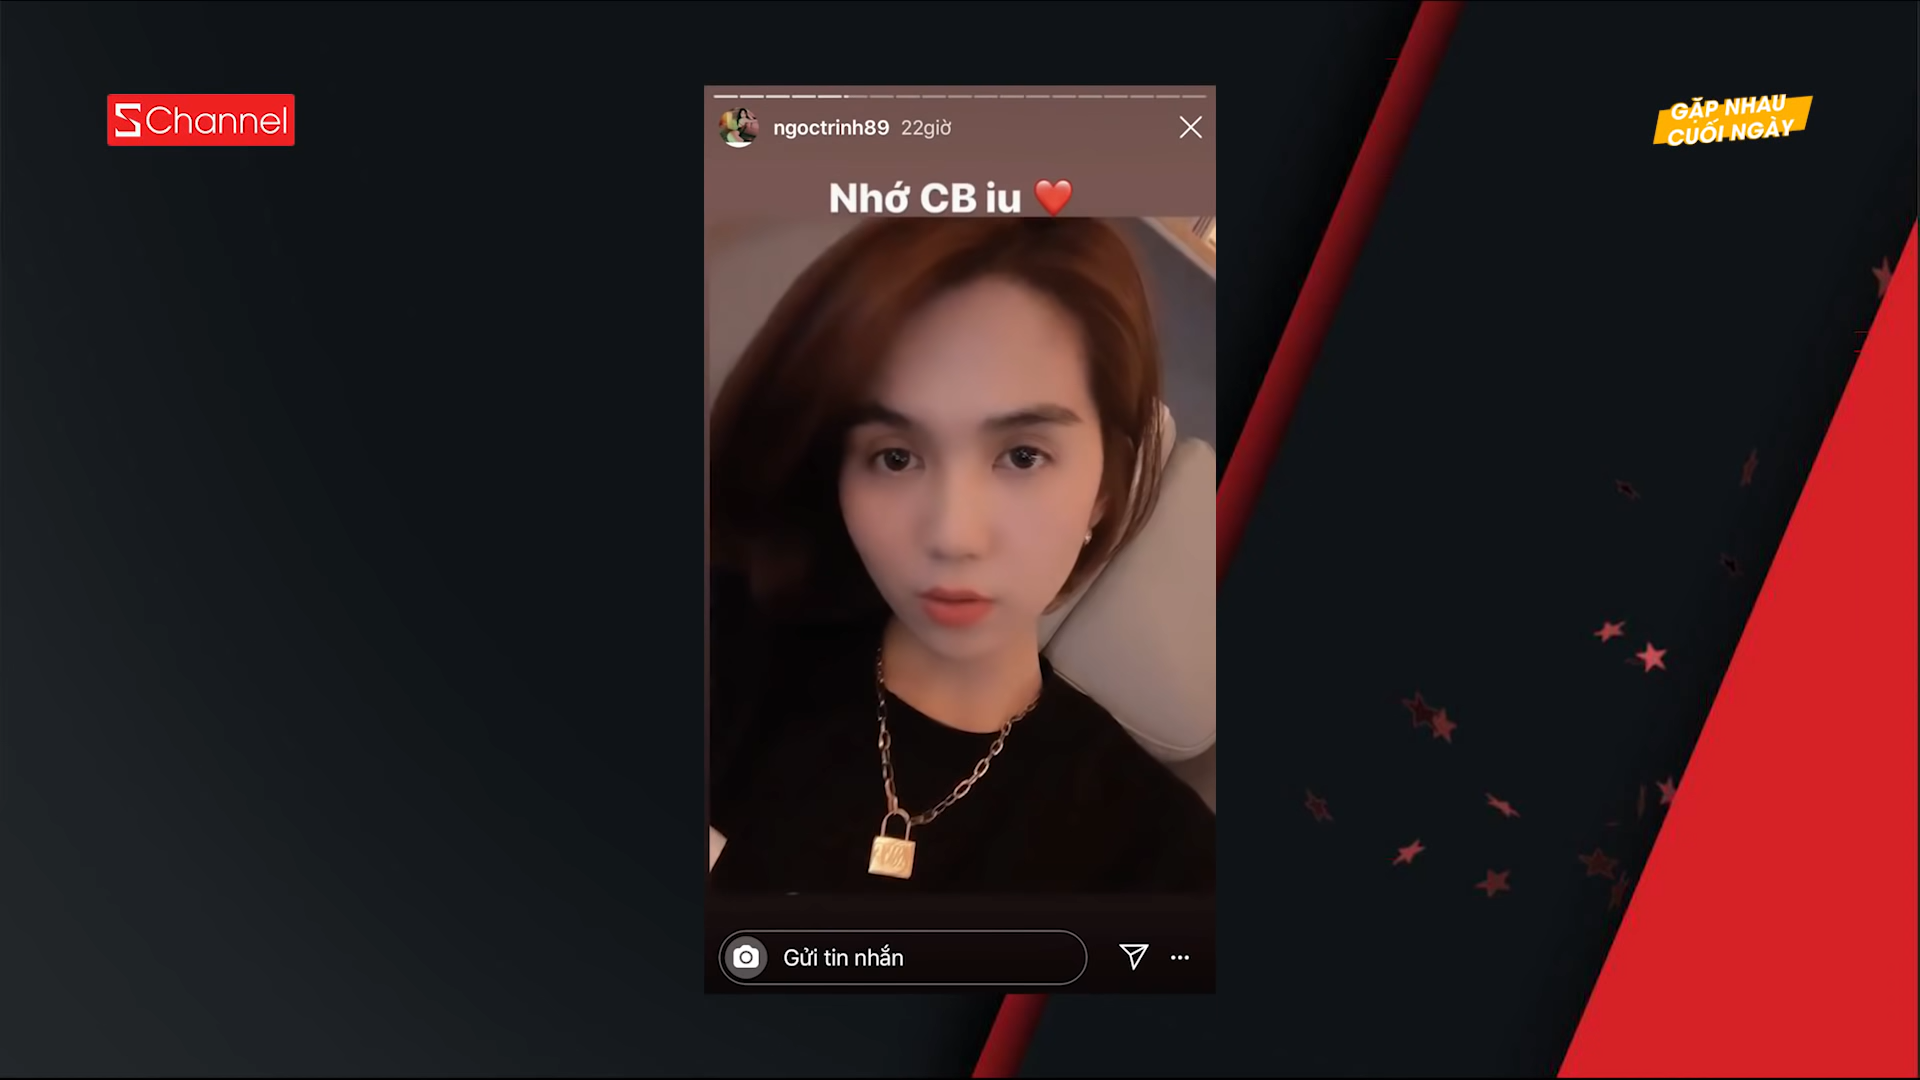 SChannel
GẶP NHAU
CUỐI NGÀY
ngoctrinh89 22giờ
Nhớ CB iu ❤️
Gửi tin nhắn